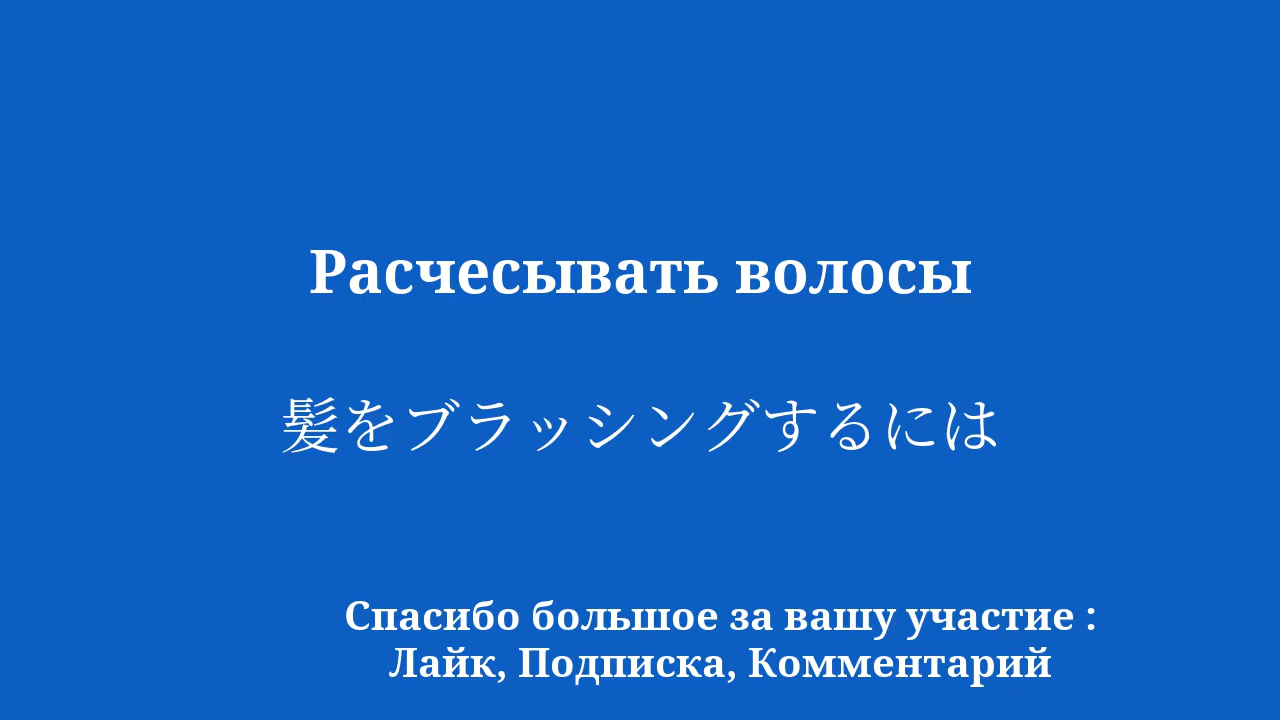 Расчесывать волосы
髪をブラッシングするには
Спасибо большое за вашу участие :
Лайк, Подписка, Комментарий